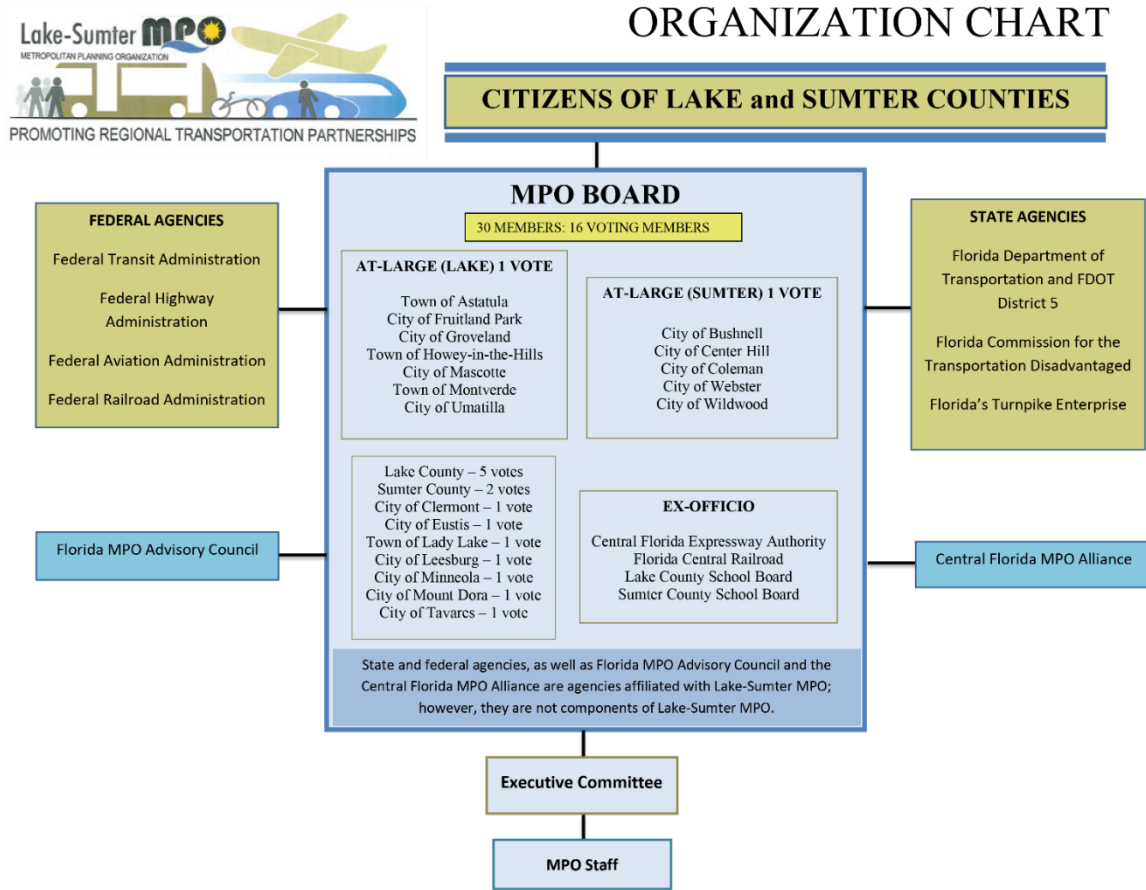 ORGANIZATION CHART
Lake-Sumter MPO
METROPOLITAN PLANNING ORGANIZATION
PROMOTING REGIONAL TRANSPORTATION PARTNERSHIPS
CITIZENS OF LAKE and SUMTER COUNTIES
MPO BOARD
30 MEMBERS: 16 VOTING MEMBERS
FEDERAL AGENCIES
Federal Transit Administration
Federal Highway
Administration
Federal Aviation Administration
Federal Railroad Administration
AT-LARGE (LAKE) 1 VOTE
Town of Astatula
City of Fruitland Park
City of Groveland
Town of Howey-in-the-Hills
City of Mascotte
Town of Montverde
City of Umatilla
AT-LARGE (SUMTER) 1 VOTE
City of Bushnell
City of Center Hill
City of Coleman
City of Webster
City of Wildwood
STATE AGENCIES
Florida Department of
Transportation and FDOT
District 5
Florida Commission for the
Transportation Disadvantaged
Florida's Turnpike Enterprise
Florida MPO Advisory Council
Lake County – 5 votes
Sumter County – 2 votes
City of Clermont – 1 vote
City of Eustis – 1 vote
Town of Lady Lake – 1 vote
City of Leesburg – 1 vote
City of Minneola – 1 vote
City of Mount Dora – 1 vote
City of Tavares – 1 vote
EX-OFFICIO
Central Florida Expressway Authority
Florida Central Railroad
Lake County School Board
Sumter County School Board
Central Florida MPO Alliance
State and federal agencies, as well as Florida MPO Advisory Council and the
Central Florida MPO Alliance are agencies affiliated with Lake-Sumter MPO;
however, they are not components of Lake-Sumter MPO.
Executive Committee
MPO Staff